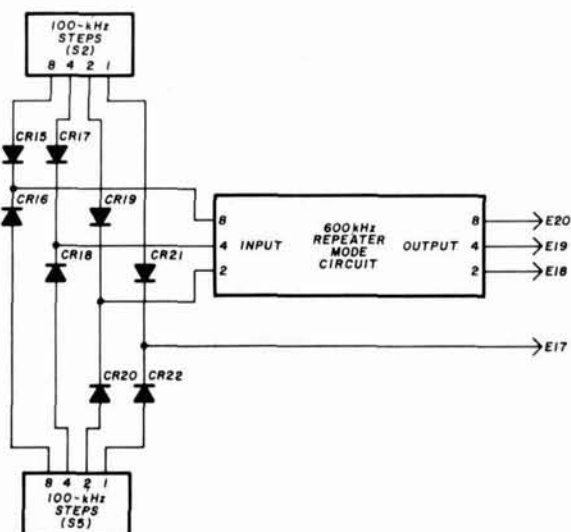 100-kHz
STEPS
(S2)
8 4 2 1
CR15 CR17
CR16 CR19
CR18 CR21
8 600kHz 8 E20
REPEATER
4 INPUT MODE OUTPUT 4 E19
CIRCUIT
2 2 E18
E17
CR20 CR22
8 4 2 1
100-kHz
STEPS
(S5)